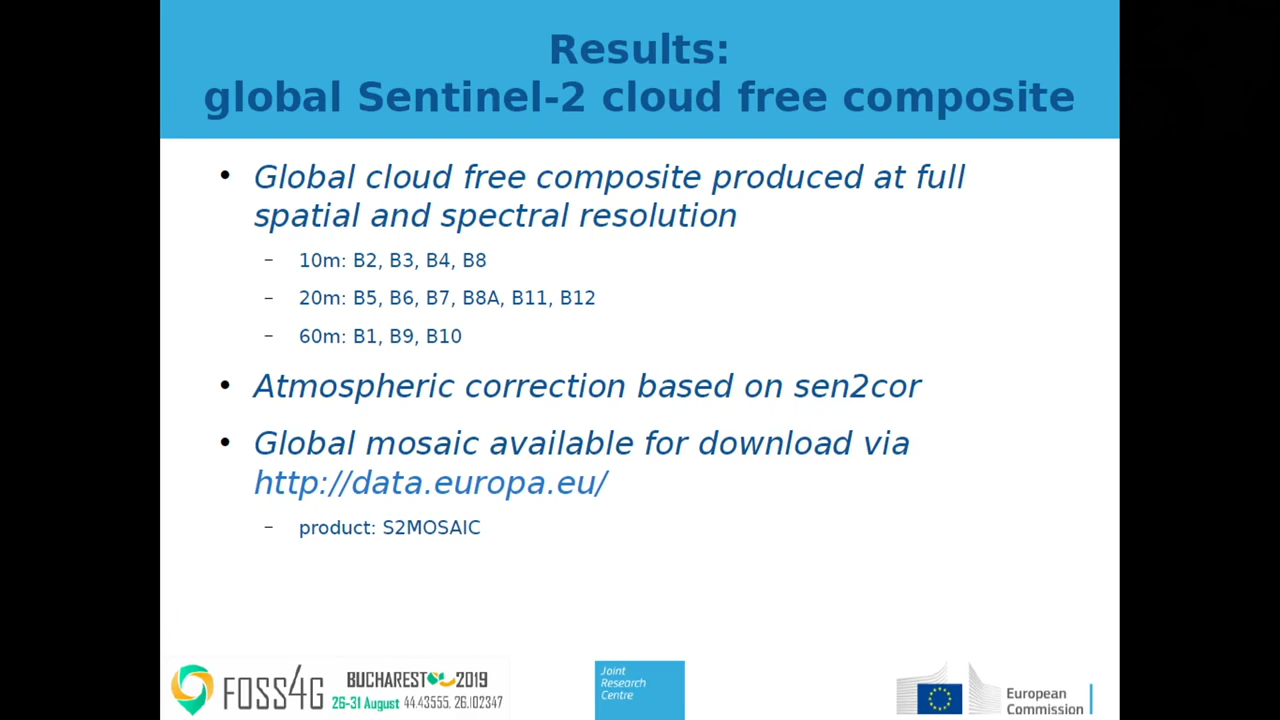 Results:
global Sentinel-2 cloud free composite
• Global cloud free composite produced at full
spatial and spectral resolution
– 10m: B2, B3, B4, B8
– 20m: B5, B6, B7, B8A, B11, B12
– 60m: B1, B9, B10
• Atmospheric correction based on sen2cor
• Global mosaic available for download via
http://data.europa.eu/
– product: S2MOSAIC
FOSS4G
BUCHAREST 2019
26-31 August 44.43555, 26.102347
Joint
Research
Centre
European
Commission